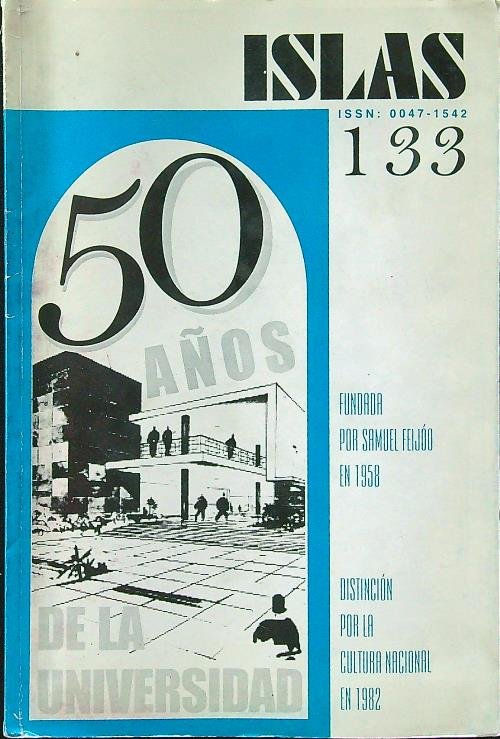 ISLAS
ISSN: 0047-1542
133
50
AÑOS
DE LA
UNIVERSIDAD
FUNDADA
POR SAMUEL FEIJÓO
EN 1958
DISTINCIÓN
POR LA
CULTURA NACIONAL
EN 1982